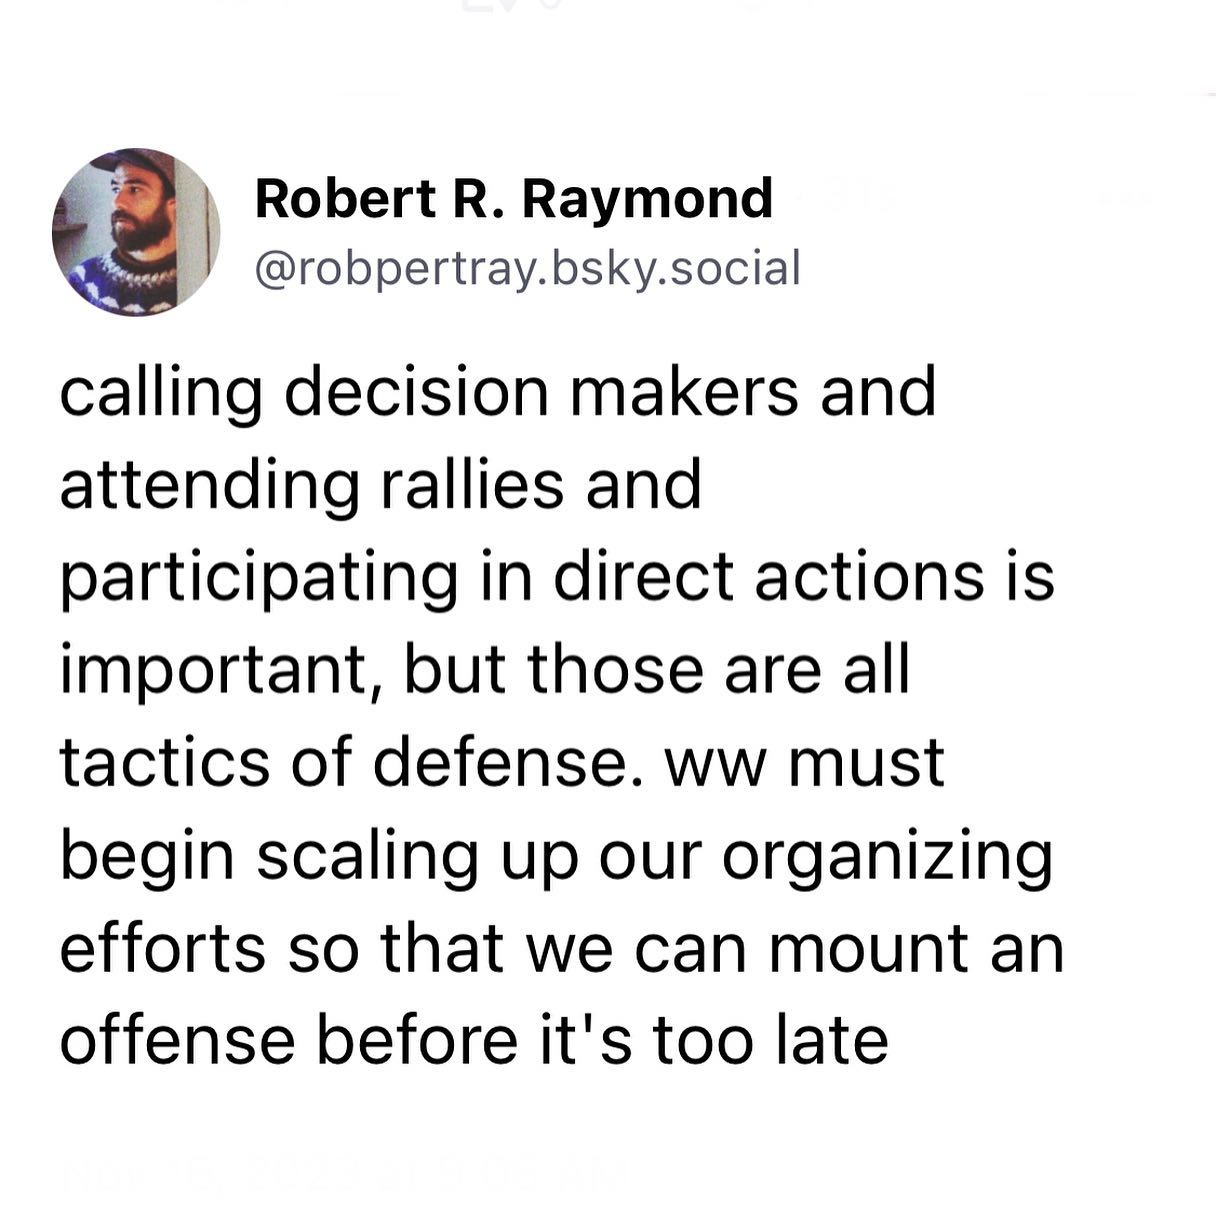 Robert R. Raymond
@robpertray.bsky.social
calling decision makers and
attending rallies and
participating in direct actions is
important, but those are all
tactics of defense. ww must
begin scaling up our organizing
efforts so that we can mount an
offense before it's too late